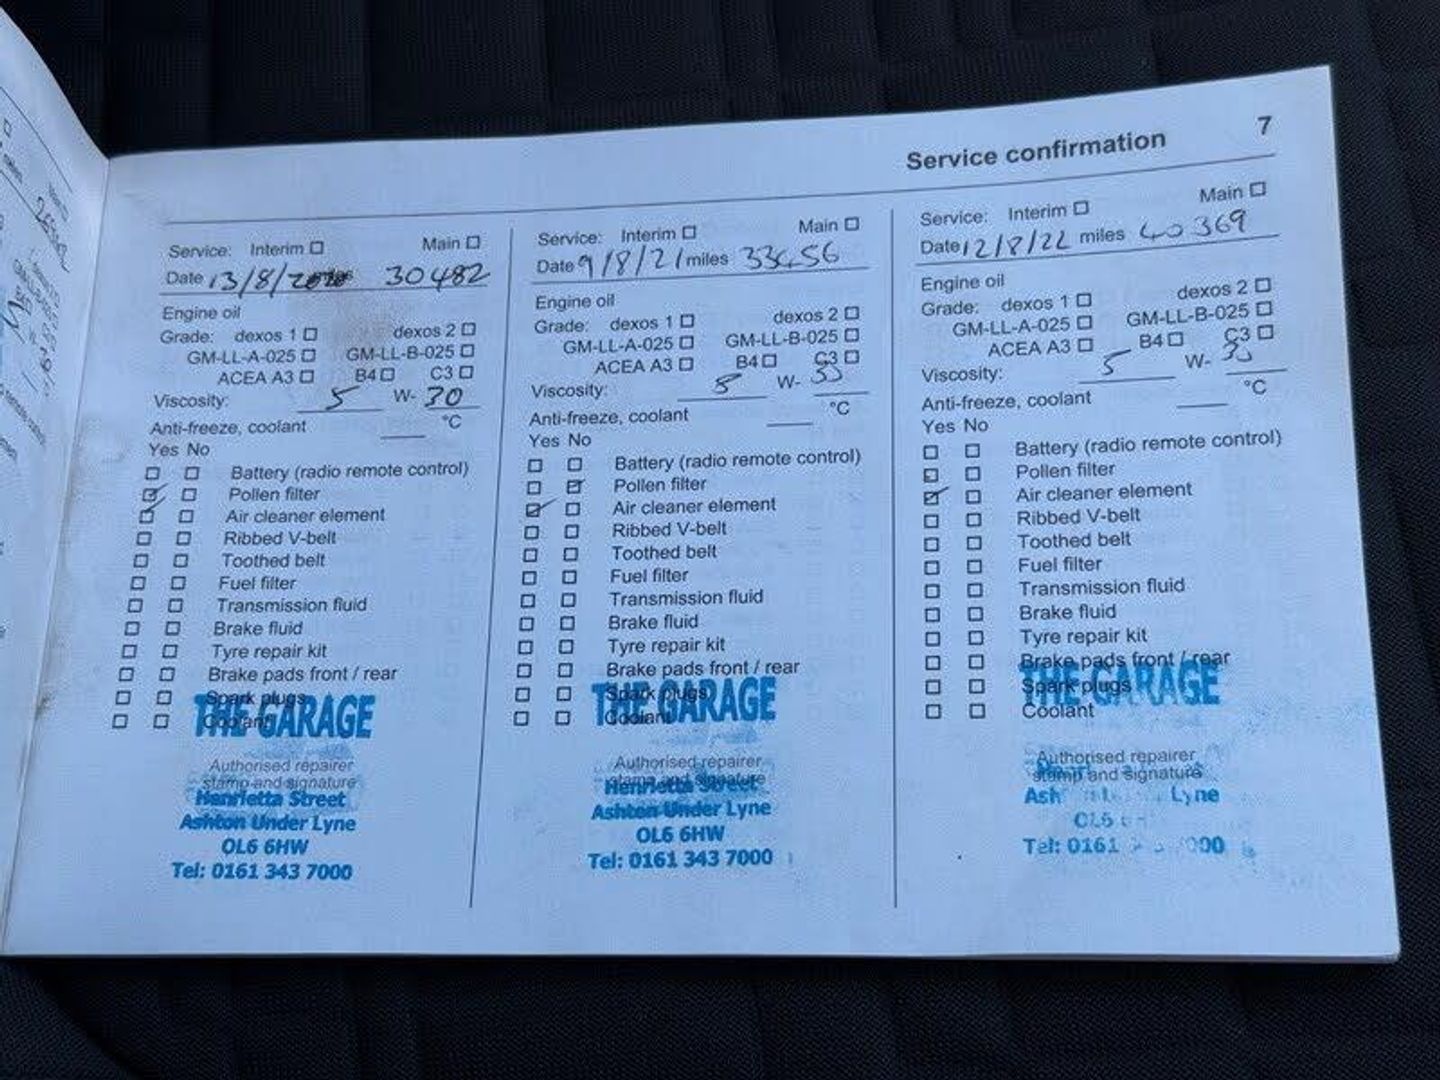 Service confirmation 7
Service: Interim ☐ Main ☐
Date 13/8/2020 30482
Engine oil
Grade: dexos 1 ☐ dexos 2 ☐
GM-LL-A-025 ☐ GM-LL-B-025 ☐
ACEA A3 ☐ B4 ☐ C3 ☐
Viscosity: 5 W- 30
Anti-freeze, coolant ____ °C
Yes No
☐ ☐ Battery (radio remote control)
☑ ☐ Pollen filter
☑ ☐ Air cleaner element
☐ ☐ Ribbed V-belt
☐ ☐ Toothed belt
☐ ☐ Fuel filter
☐ ☐ Transmission fluid
☐ ☐ Brake fluid
☐ ☐ Tyre repair kit
☐ ☐ Brake pads front / rear
☐ ☐ Spark plugs
☐ ☐ Coolant
THE GARAGE
Authorised repairer
stamp and signature
Henrietta Street
Ashton Under Lyne
OL6 6HW
Tel: 0161 343 7000
Service: Interim ☐ Main ☐
Date 9/8/21 miles 33456
Engine oil
Grade: dexos 1 ☐ dexos 2 ☐
GM-LL-A-025 ☐ GM-LL-B-025 ☐
ACEA A3 ☐ B4 ☐ C3 ☐
Viscosity: 5 W-
Anti-freeze, coolant ____ °C
Yes No
☐ ☐ Battery (radio remote control)
☐ ☑ Pollen filter
☑ ☐ Air cleaner element
☐ ☐ Ribbed V-belt
☐ ☐ Toothed belt
☐ ☐ Fuel filter
☐ ☐ Transmission fluid
☐ ☐ Brake fluid
☐ ☐ Tyre repair kit
☐ ☐ Brake pads front / rear
☐ ☐ Spark plugs
☐ ☐ Coolant
THE GARAGE
Authorised repairer
stamp and signature
Henrietta Street
Ashton Under Lyne
OL6 6HW
Tel: 0161 343 7000
Service: Interim ☐ Main ☐
Date 12/8/22 miles 40369
Engine oil
Grade: dexos 1 ☐ dexos 2 ☐
GM-LL-A-025 ☐ GM-LL-B-025 ☐
ACEA A3 ☐ B4 ☐ C3 ☐
Viscosity: 5 W-
Anti-freeze, coolant ____ °C
Yes No
☐ ☐ Battery (radio remote control)
☐ ☐ Pollen filter
☑ ☐ Air cleaner element
☐ ☐ Ribbed V-belt
☐ ☐ Toothed belt
☐ ☐ Fuel filter
☐ ☐ Transmission fluid
☐ ☐ Brake fluid
☐ ☐ Tyre repair kit
☐ ☐ Brake pads front / rear
☐ ☐ Spark plugs
☐ ☐ Coolant
THE GARAGE
Authorised repairer
stamp and signature
Lyne
Tel: 0161